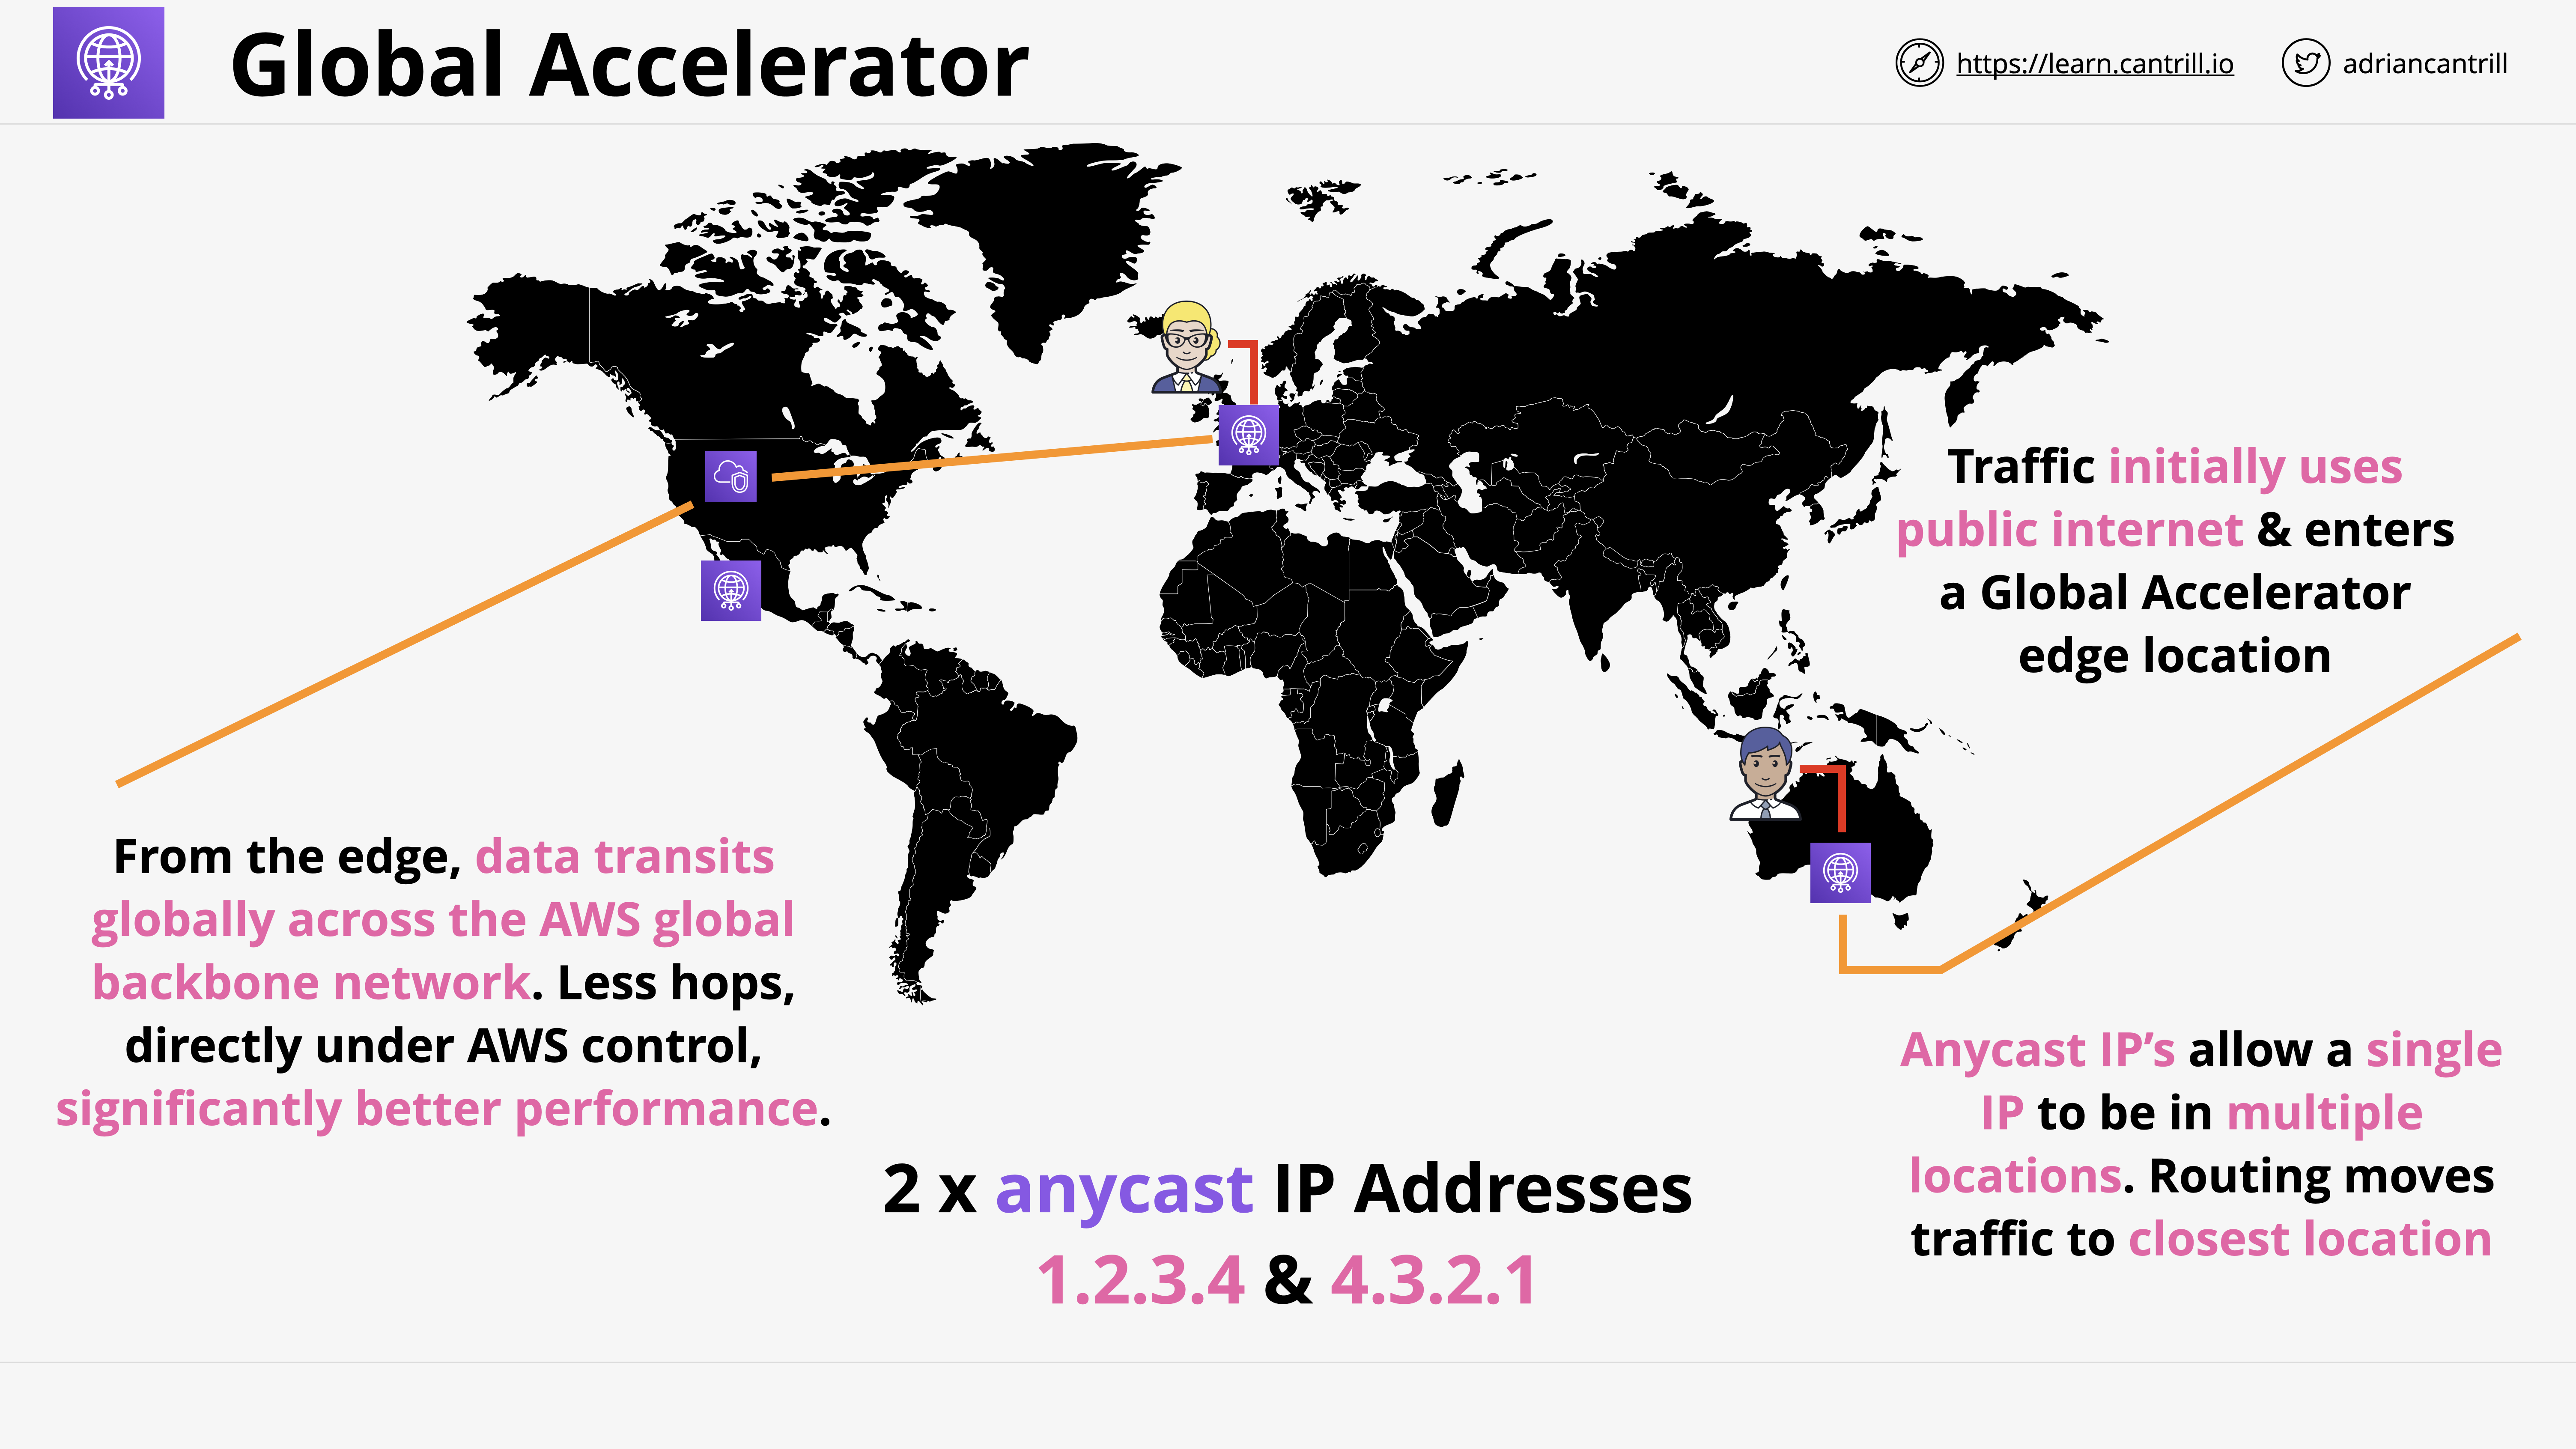 Global Accelerator
https://learn.cantrill.io
adriancantrill
Traffic initially uses
public internet & enters
a Global Accelerator
edge location
From the edge, data transits
globally across the AWS global
backbone network. Less hops,
directly under AWS control,
significantly better performance.
Anycast IP’s allow a single
IP to be in multiple
locations. Routing moves
traffic to closest location
2 x anycast IP Addresses
1.2.3.4 & 4.3.2.1